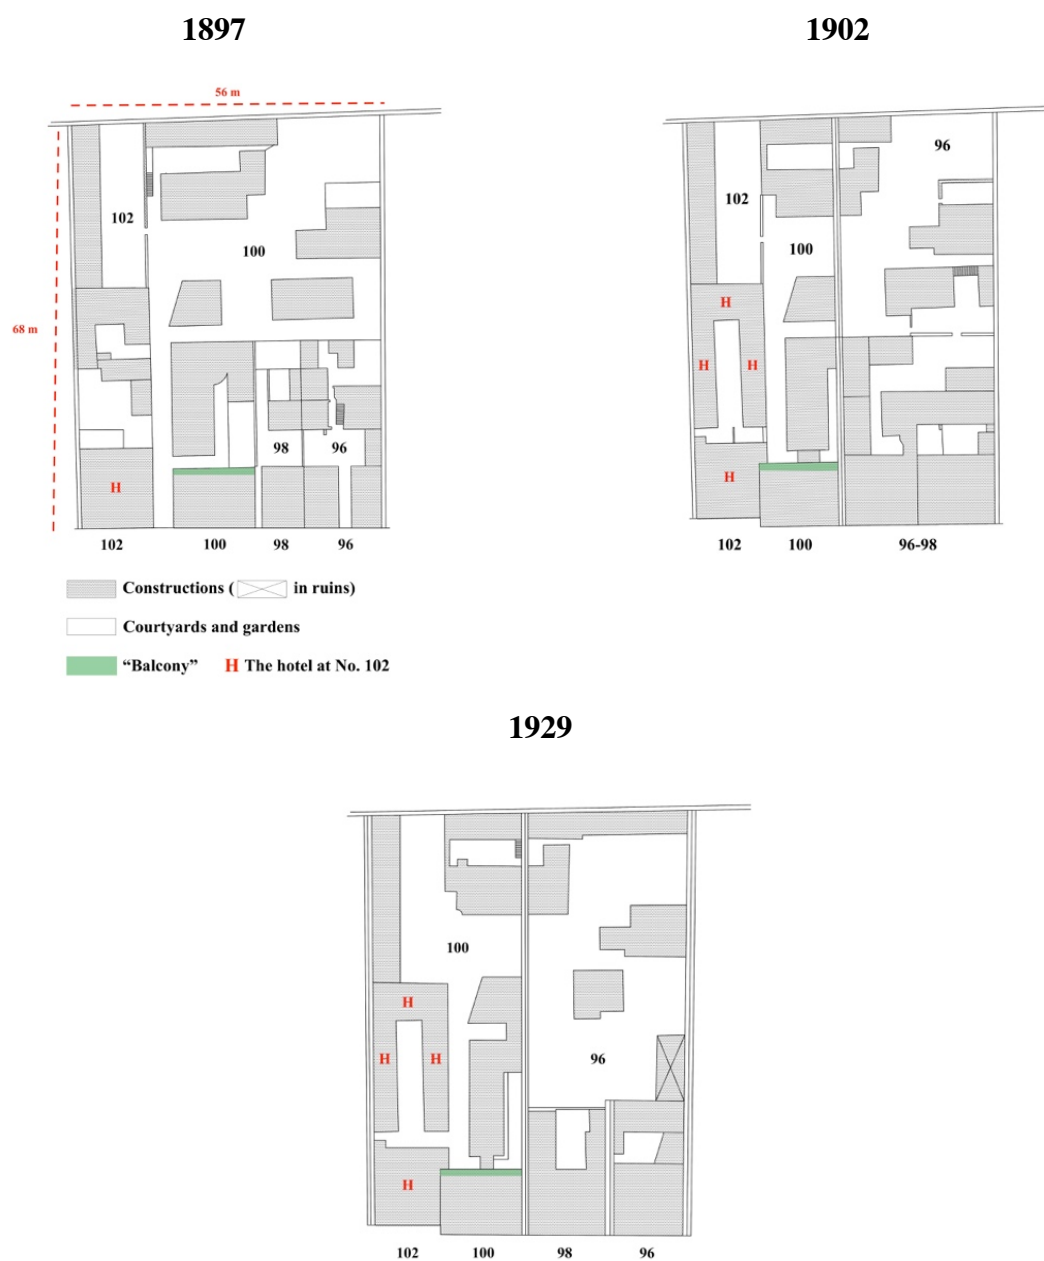 1897
1902
56 m
68 m
102
100
98
96
H
102
100
98
96
96
102
100
H
H
H
H
102
100
96-98
Constructions ( in ruins)
Courtyards and gardens
“Balcony” H The hotel at No. 102
1929
100
H
H
H
96
H
102
100
98
96